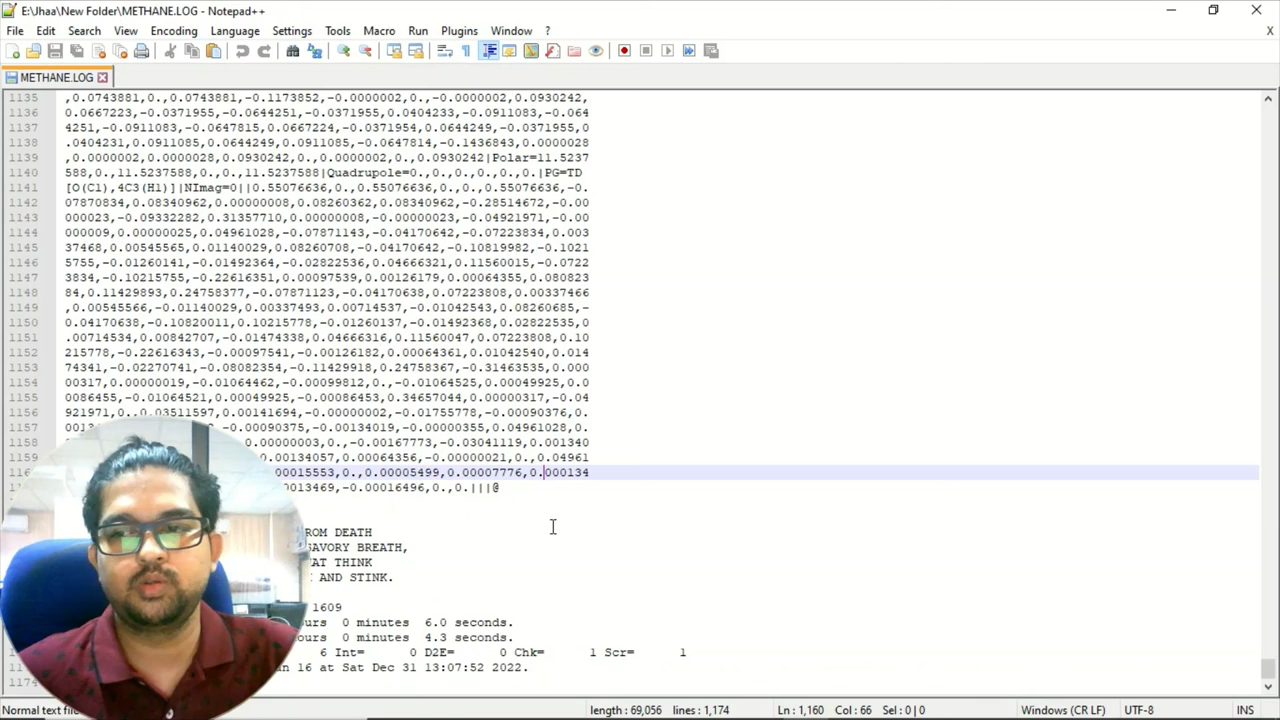 E:\Jhaa\New Folder\METHANE.LOG - Notepad++
File Edit Search View Encoding Language Settings Tools Macro Run Plugins Window ? X
METHANE.LOG
1135 ,0.0743881,0.,0.0743881,-0.1173852,-0.0000002,0.,-0.0000002,0.0930242,
1136 0.0667223,-0.0371955,-0.0644251,-0.0371955,0.0404233,-0.0911083,-0.064
1137 4251,-0.0911083,-0.0647815,0.0667224,-0.0371954,0.0644249,-0.0371955,0
1138 .0404231,0.0911085,0.0644249,0.0911085,-0.0647814,-0.1436843,0.0000028
1139 ,0.0000002,0.0000028,0.0930242,0.,0.0000002,0.,0.0930242|Polar=11.5237
1140 588,0.,11.5237588,0.,0.,11.5237588|Quadrupole=0.,0.,0.,0.,0.,0.|PG=TD
1141 [O(C1),4C3(H1)]|NImag=0||0.55076636,0.,0.55076636,0.,0.,0.55076636,-0.
1142 07870834,0.08340962,0.00000008,0.08260362,0.08340962,-0.28514672,-0.00
1143 000023,-0.09332282,0.31357710,0.00000008,-0.00000023,-0.04921971,-0.00
1144 000009,0.00000025,0.04961028,-0.07871143,-0.04170642,-0.07223834,0.003
1145 37468,0.00545565,0.01140029,0.08260708,-0.04170642,-0.10819982,-0.1021
1146 5755,-0.01260141,-0.01492364,-0.02822536,0.04666321,0.11560015,-0.0722
1147 3834,-0.10215755,-0.22616351,0.00097539,0.00126179,0.00064355,0.080823
1148 84,0.11429893,0.24758377,-0.07871123,-0.04170638,0.07223808,0.00337466
1149 ,0.00545566,-0.01140029,0.00337493,0.00714537,-0.01042543,0.08260685,-
1150 0.04170638,-0.10820011,0.10215778,-0.01260137,-0.01492368,0.02822535,0
1151 .00714534,0.00842707,-0.01474338,0.04666316,0.11560047,0.07223808,0.10
1152 215778,-0.22616343,-0.00097541,-0.00126182,0.00064361,0.01042540,0.014
1153 74341,-0.02270741,-0.08082354,-0.11429918,0.24758367,-0.31463535,0.000
1154 00317,0.00000019,-0.01064462,-0.00099812,0.,-0.01064525,0.00049925,0.0
1155 0086455,-0.01064521,0.00049925,-0.00086453,0.34657044,0.00000317,-0.04
1156 921971,0.,0.03511597,0.00141694,-0.00000002,-0.01755778,-0.00090376,0.
1157 ,-0.00090375,-0.00134019,-0.00000355,0.04961028,0.
1158 0.00000003,0.,-0.00167773,-0.03041119,0.001340
1159 0.00134057,0.00064356,-0.00000021,0.,0.04961
00015553,0.,0.00005499,0.00007776,0.000134
013469,-0.00016496,0.,0.|||@
ROM DEATH
SAVORY BREATH,
AT THINK
AND STINK.
1609
ours 0 minutes 6.0 seconds.
ours 0 minutes 4.3 seconds.
6 Int= 0 D2E= 0 Chk= 1 Scr= 1
16 at Sat Dec 31 13:07:52 2022.
Normal text length : 69,056 lines : 1,174 Ln : 1,160 Col : 66 Sel : 0 | 0 Windows (CR LF) UTF-8 INS